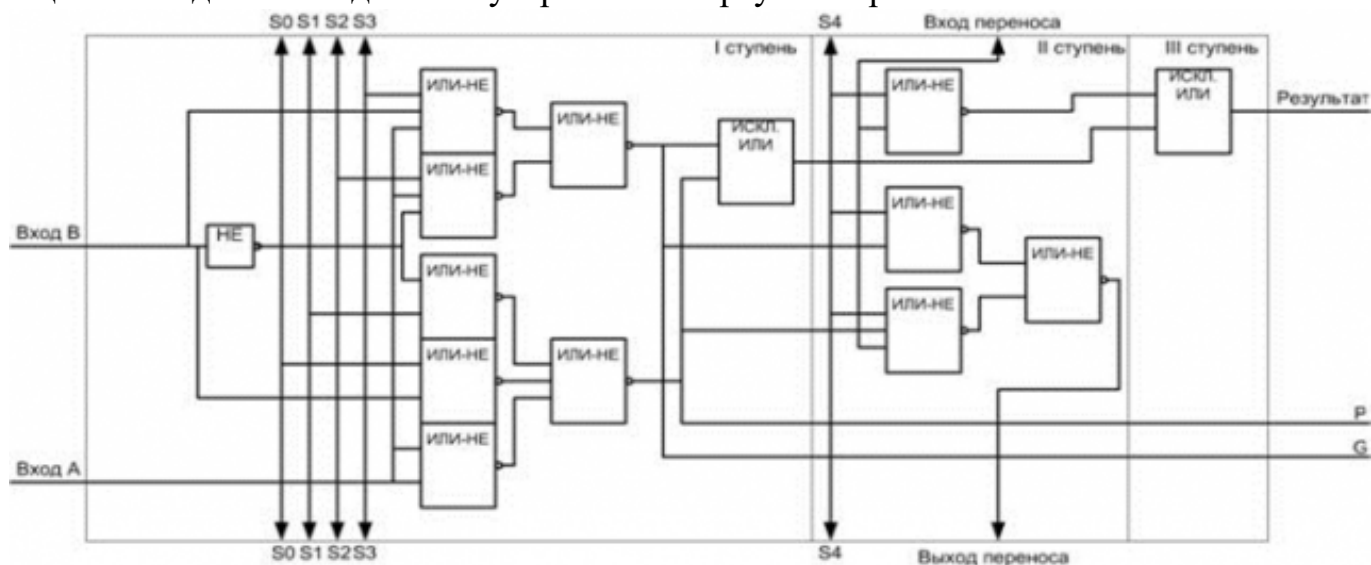 S0 S1 S2 S3
S4
Вход переноса
I ступень
II ступень
III ступень
ИЛИ-НЕ
ИЛИ-НЕ
ИСКЛ.
ИЛИ
Результат
ИЛИ-НЕ
ИСКЛ.
ИЛИ
ИЛИ-НЕ
ИЛИ-НЕ
Вход B
НЕ
ИЛИ-НЕ
ИЛИ-НЕ
ИЛИ-НЕ
ИЛИ-НЕ
ИЛИ-НЕ
P
ИЛИ-НЕ
G
Вход A
S0 S1 S2 S3
S4
Выход переноса